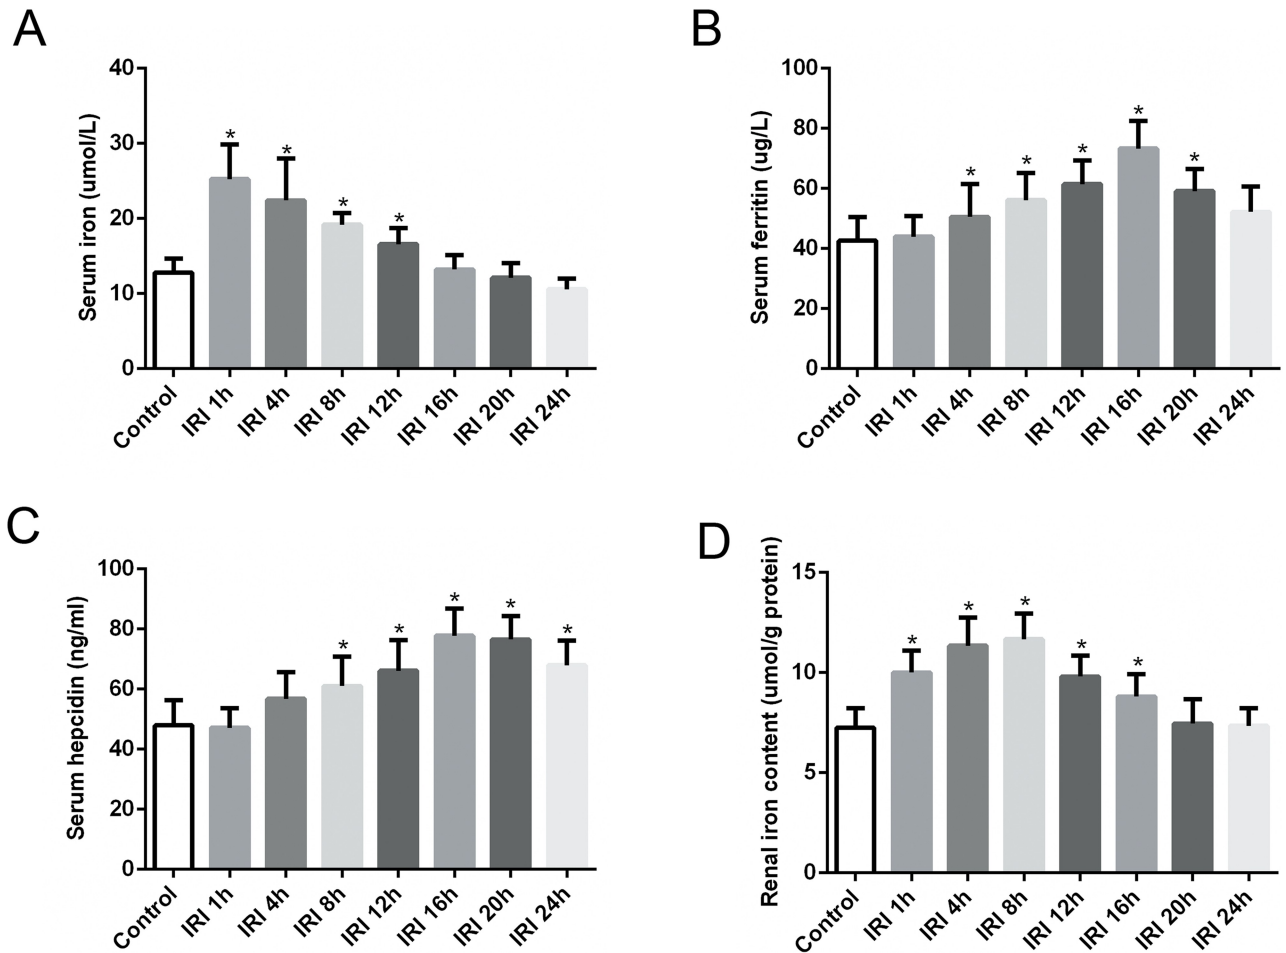 A
Serum iron (umol/L)
40
30
20
10
0
* * * *
Control IRI 1h IRI 4h IRI 8h IRI 12h IRI 16h IRI 20h IRI 24h
B
Serum ferritin (ug/L)
100
80
60
40
20
0
* * * * *
Control IRI 1h IRI 4h IRI 8h IRI 12h IRI 16h IRI 20h IRI 24h
C
Serum hepcidin (ng/ml)
100
80
60
40
20
0
* * * * *
Control IRI 1h IRI 4h IRI 8h IRI 12h IRI 16h IRI 20h IRI 24h
D
Renal iron content (umol/g protein)
15
10
5
0
* * * * *
Control IRI 1h IRI 4h IRI 8h IRI 12h IRI 16h IRI 20h IRI 24h